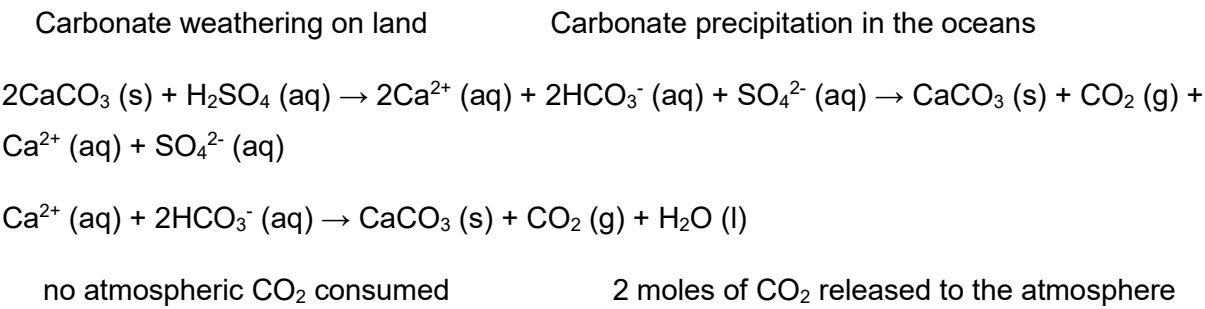 Carbonate weathering on land Carbonate precipitation in the oceans
2CaCO₃ (s) + H₂SO₄ (aq) → 2Ca²⁺ (aq) + 2HCO₃⁻ (aq) + SO₄²⁻ (aq) → CaCO₃ (s) + CO₂ (g) +
Ca²⁺ (aq) + SO₄²⁻ (aq)
Ca²⁺ (aq) + 2HCO₃⁻ (aq) → CaCO₃ (s) + CO₂ (g) + H₂O (l)
no atmospheric CO₂ consumed 2 moles of CO₂ released to the atmosphere